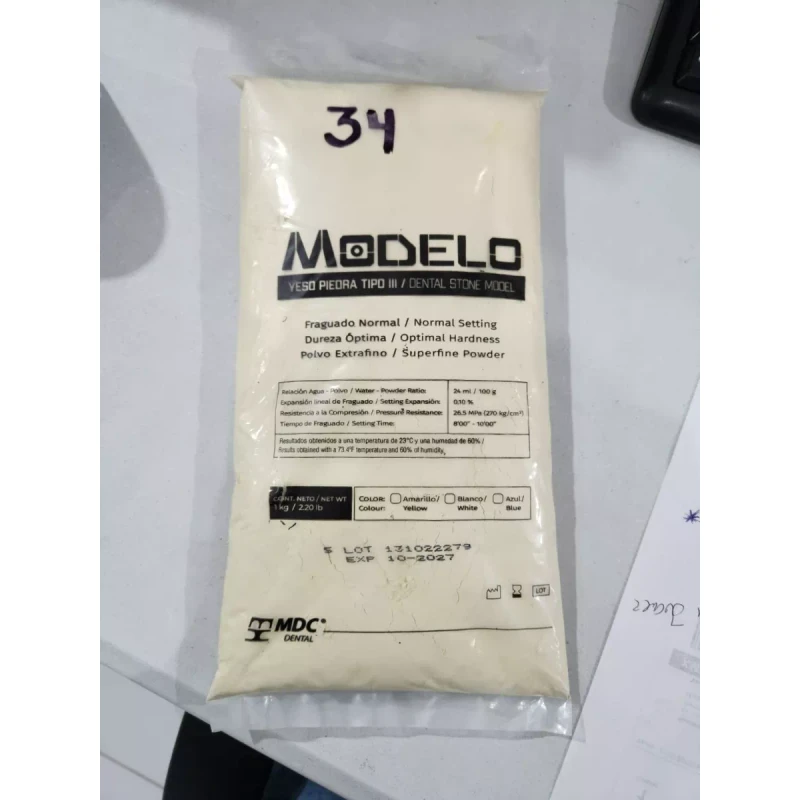 34
MODELO
YESO PIEDRA TIPO III / DENTAL STONE MODEL
Fraguado Normal / Normal Setting
Dureza Óptima / Optimal Hardness
Polvo Extrafino / Superfine Powder
Relación Agua - Polvo / Water - Powder Ratio: 24 ml / 100 g
Expansión lineal de Fraguado / Setting Expansión: 0.10 %
Resistencia a la Compresión / Pressure Resistance: 26.5 MPa (270 kg/cm²)
Tiempo de Fraguado / Setting Time: 8'00" - 10'00"
Resultados obtenidos a una temperatura de 23°C y una humedad de 60% /
Results obtained with a 73.4°F temperature and 60% of humidity.
CONT. NETO / NET WT
1 kg / 2.20 lb
COLOR: Amarillo/ Blanco/ Azul/
Colour: Yellow White Blue
LOT 131022279
EXP 10-2027
LOT
MDC®
DENTAL